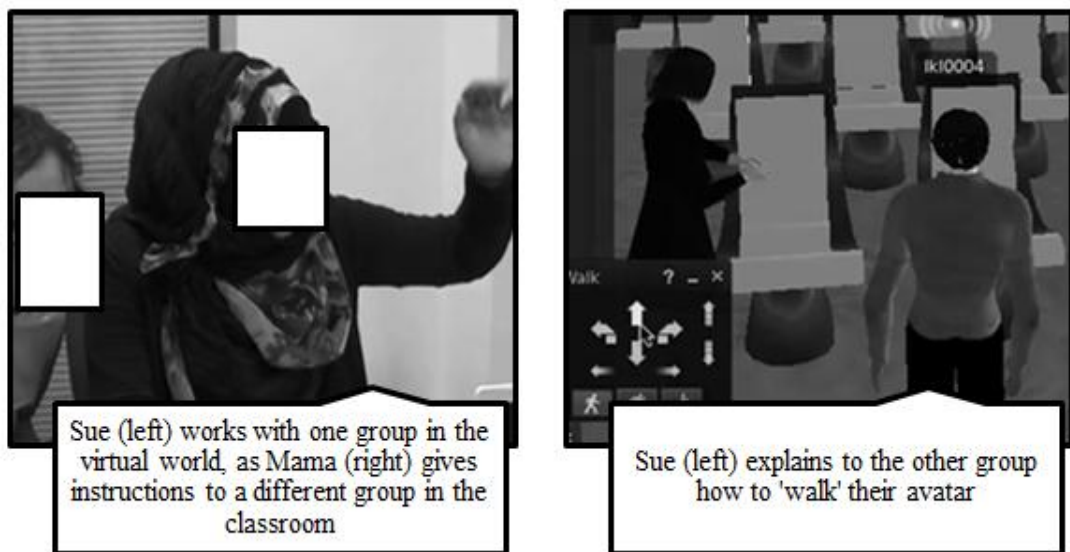 lkl0004
Walk ? _ ×
Sue (left) works with one group in the
virtual world, as Mama (right) gives
instructions to a different group in the
classroom
Sue (left) explains to the other group
how to 'walk' their avatar